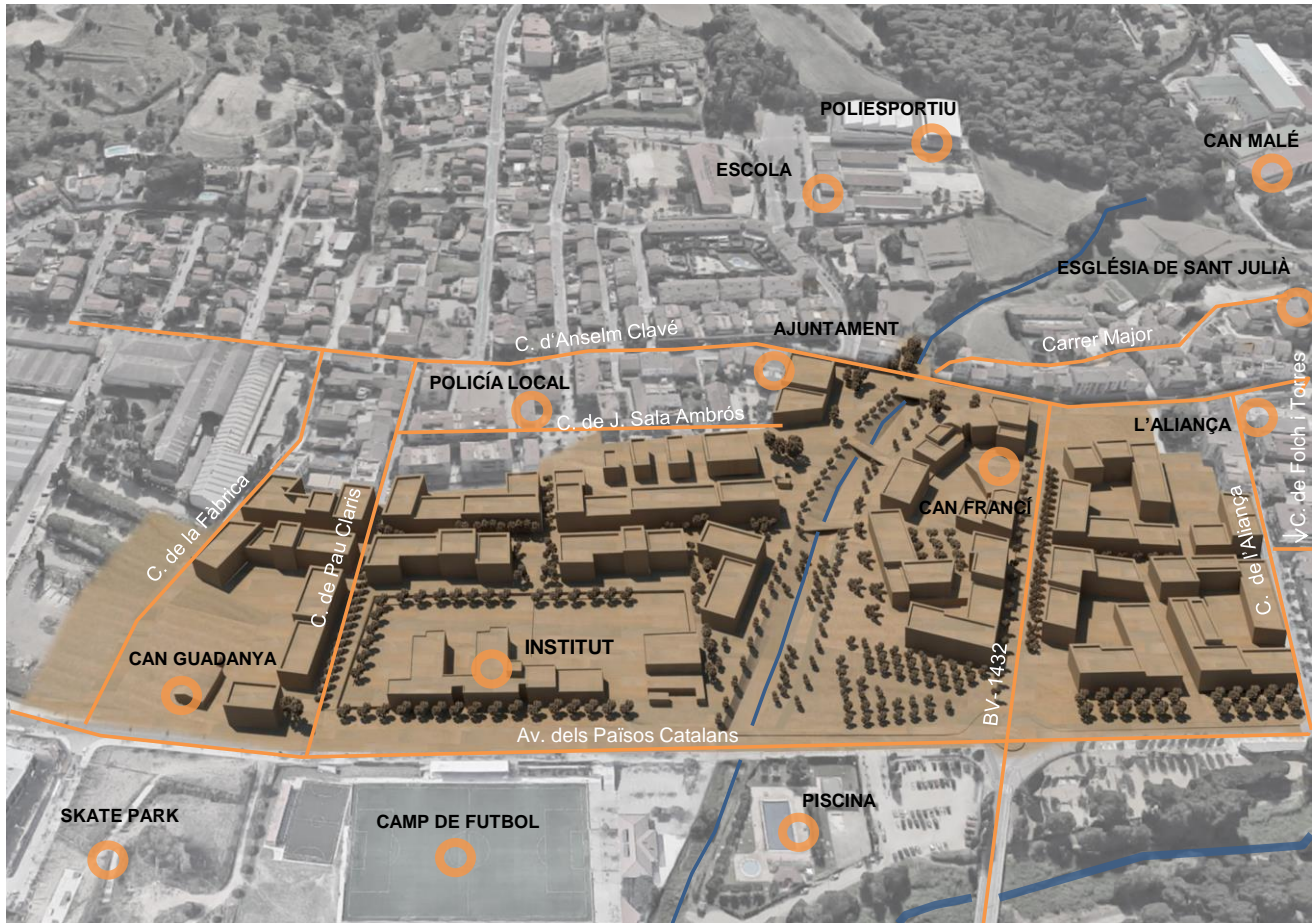 POLIESPORTIU
CAN MALÉ
ESCOLA
ESGLÉSIA DE SANT JULIÀ
C. d'Anselm Clavé
AJUNTAMENT
Carrer Major
POLICÍA LOCAL
C. de J. Sala Ambrós
L'ALIANÇA
VC. de Folch i Torres
C. de la Fàbrica
C. de Pau Claris
CAN FRANCÍ
C. de l'Aliança
CAN GUADANYA
INSTITUT
BV- 1432
Av. dels Països Catalans
SKATE PARK
CAMP DE FUTBOL
PISCINA